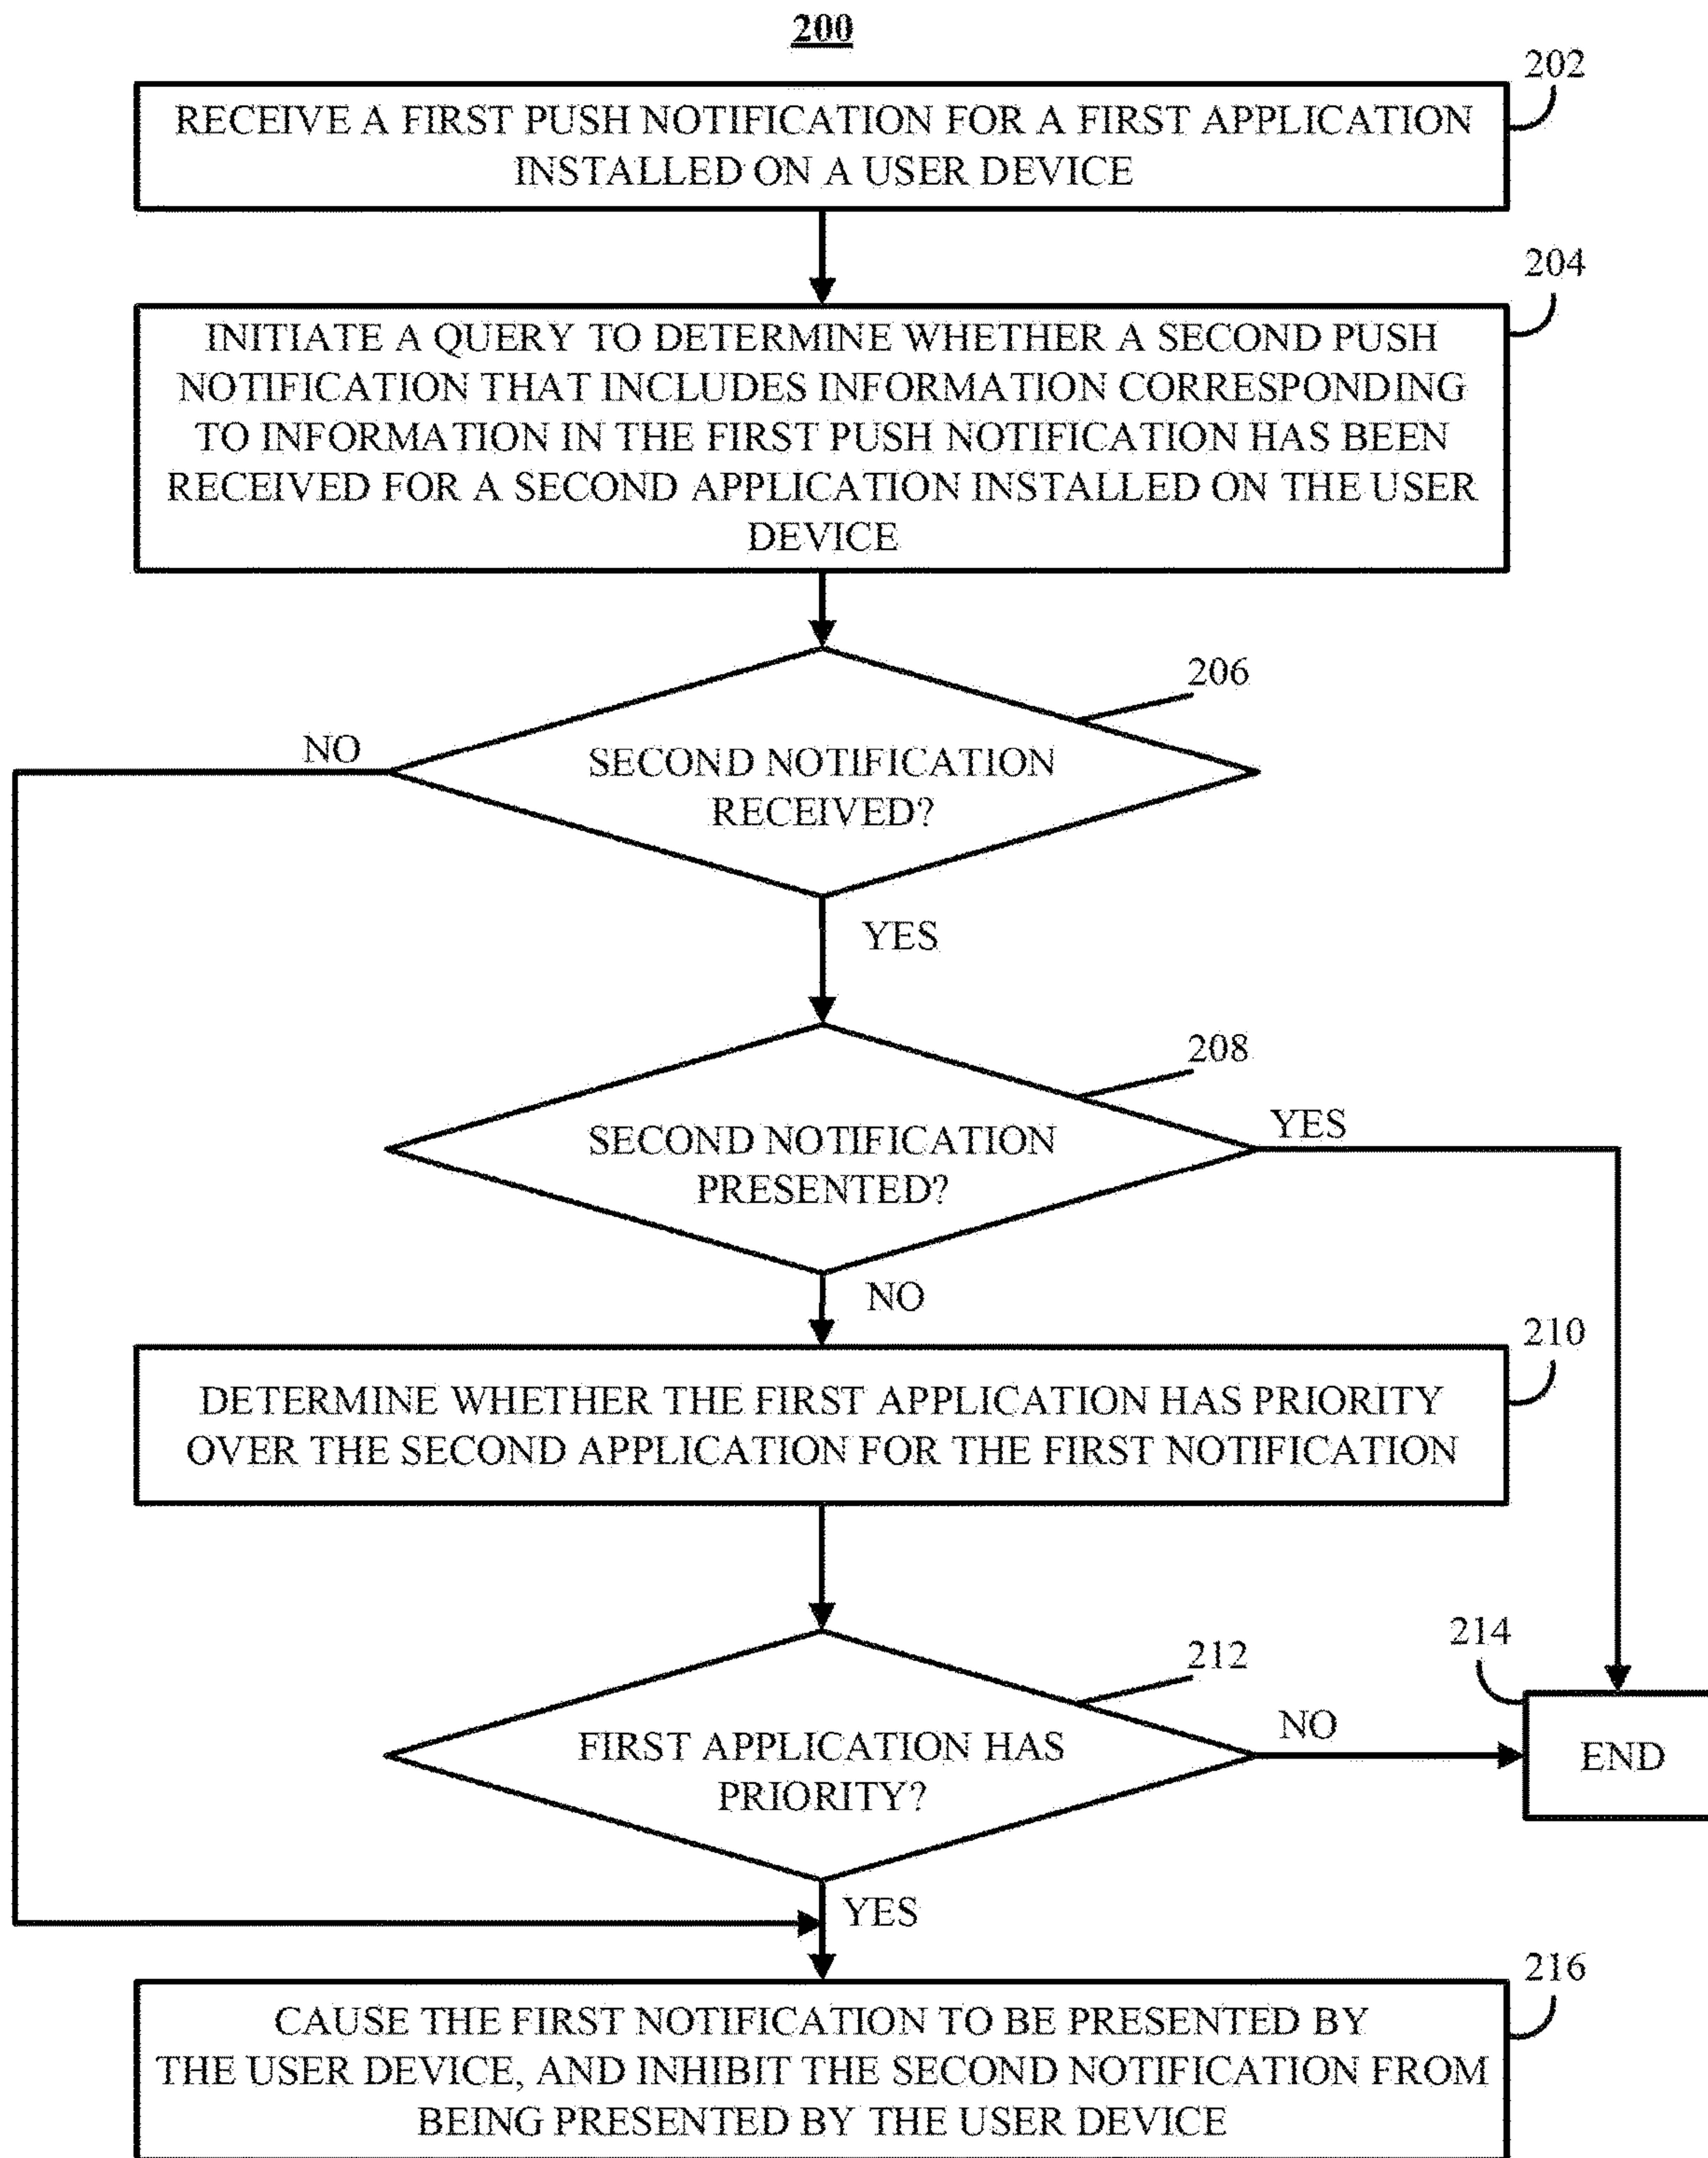 200
202
RECEIVE A FIRST PUSH NOTIFICATION FOR A FIRST APPLICATION
INSTALLED ON A USER DEVICE
204
INITIATE A QUERY TO DETERMINE WHETHER A SECOND PUSH
NOTIFICATION THAT INCLUDES INFORMATION CORRESPONDING
TO INFORMATION IN THE FIRST PUSH NOTIFICATION HAS BEEN
RECEIVED FOR A SECOND APPLICATION INSTALLED ON THE USER
DEVICE
206
NO
SECOND NOTIFICATION
RECEIVED?
YES
208
YES
SECOND NOTIFICATION
PRESENTED?
NO
210
DETERMINE WHETHER THE FIRST APPLICATION HAS PRIORITY
OVER THE SECOND APPLICATION FOR THE FIRST NOTIFICATION
212
214
NO
FIRST APPLICATION HAS
PRIORITY?
END
YES
216
CAUSE THE FIRST NOTIFICATION TO BE PRESENTED BY
THE USER DEVICE, AND INHIBIT THE SECOND NOTIFICATION FROM
BEING PRESENTED BY THE USER DEVICE